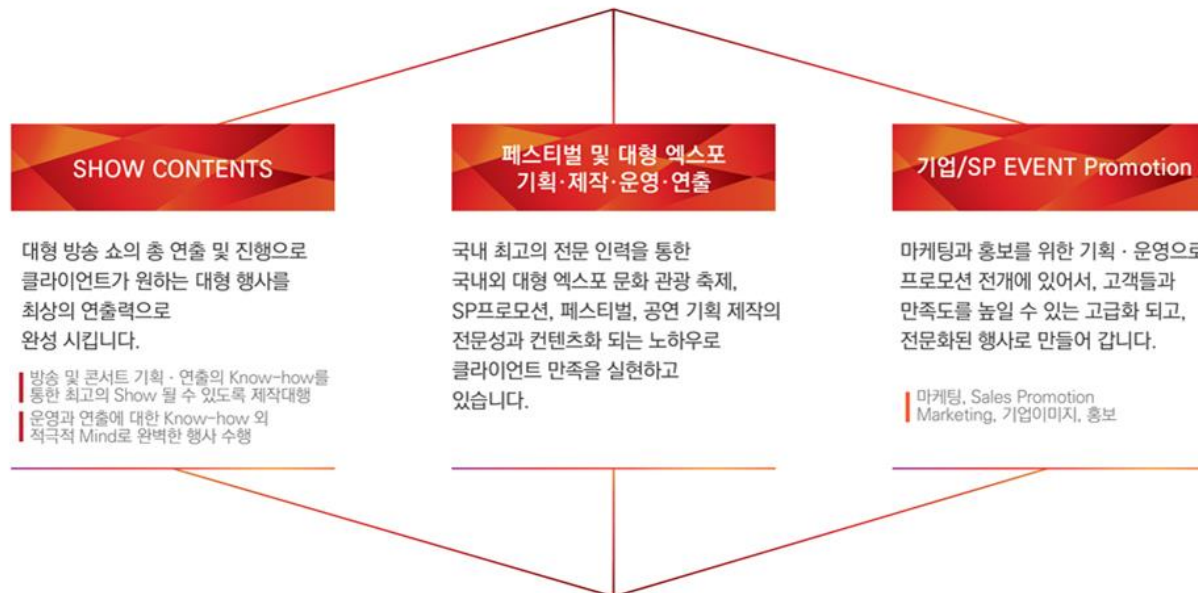 SHOW CONTENTS
대형 방송 쇼의 총 연출 및 진행으로
클라이언트가 원하는 대형 행사를
최상의 연출력으로
완성 시킵니다.
방송 및 콘서트 기획 · 연출의 Know-how를
통한 최고의 Show 될 수 있도록 제작대행
운영과 연출에 대한 Know-how 외
적극적 Mind로 완벽한 행사 수행
페스티벌 및 대형 엑스포
기획·제작·운영·연출
국내 최고의 전문 인력을 통한
국내외 대형 엑스포 문화 관광 축제,
SP프로모션, 페스티벌, 공연 기획 제작의
전문성과 컨텐츠화 되는 노하우로
클라이언트 만족을 실현하고
있습니다.
기업/SP EVENT Promotion
마케팅과 홍보를 위한 기획 · 운영으로
프로모션 전개에 있어서, 고객들과
만족도를 높일 수 있는 고급화 되고,
전문화된 행사로 만들어 갑니다.
마케팅, Sales Promotion
Marketing, 기업이미지, 홍보